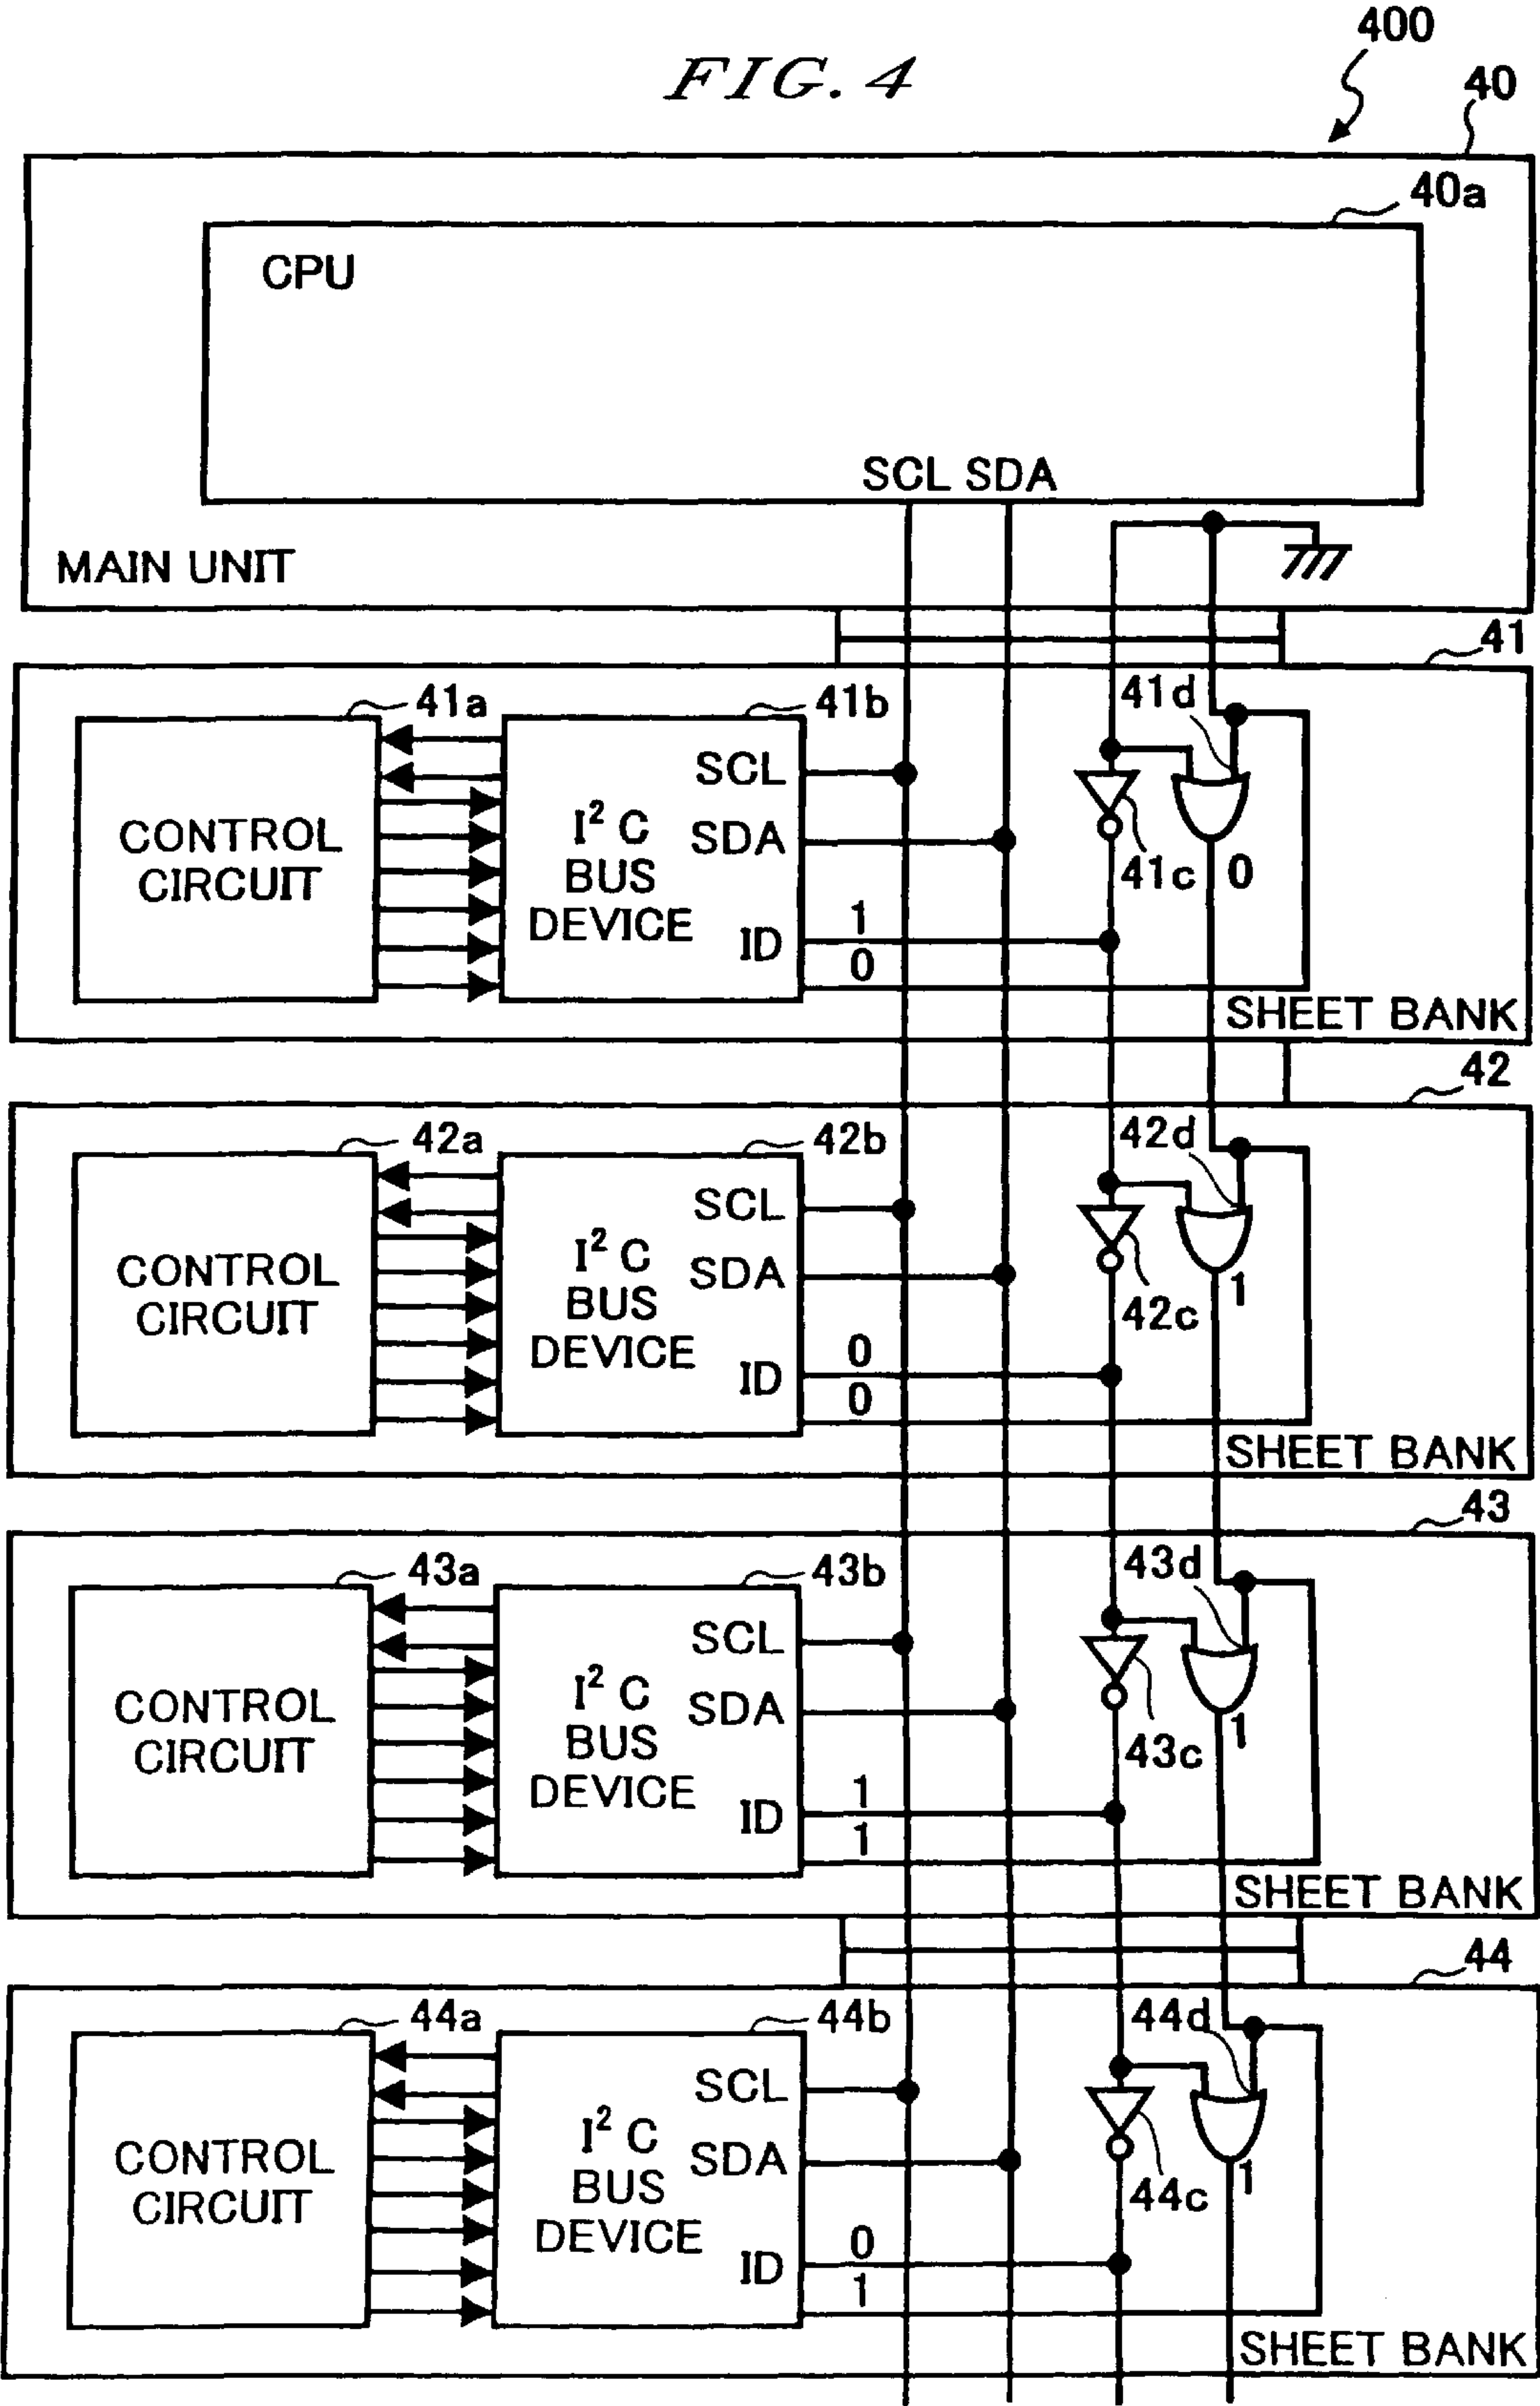 FIG. 4
400
40
40a
CPU
SCL SDA
MAIN UNIT
41
41a
41b
41d
CONTROL
CIRCUIT
I² C
BUS
DEVICE
SCL
SDA
ID
1
0
41c
0
SHEET BANK
42
42a
42b
42d
CONTROL
CIRCUIT
I² C
BUS
DEVICE
SCL
SDA
ID
0
0
42c
1
SHEET BANK
43
43a
43b
43d
CONTROL
CIRCUIT
I² C
BUS
DEVICE
SCL
SDA
ID
1
1
43c
1
SHEET BANK
44
44a
44b
44d
CONTROL
CIRCUIT
I² C
BUS
DEVICE
SCL
SDA
ID
0
1
44c
1
SHEET BANK